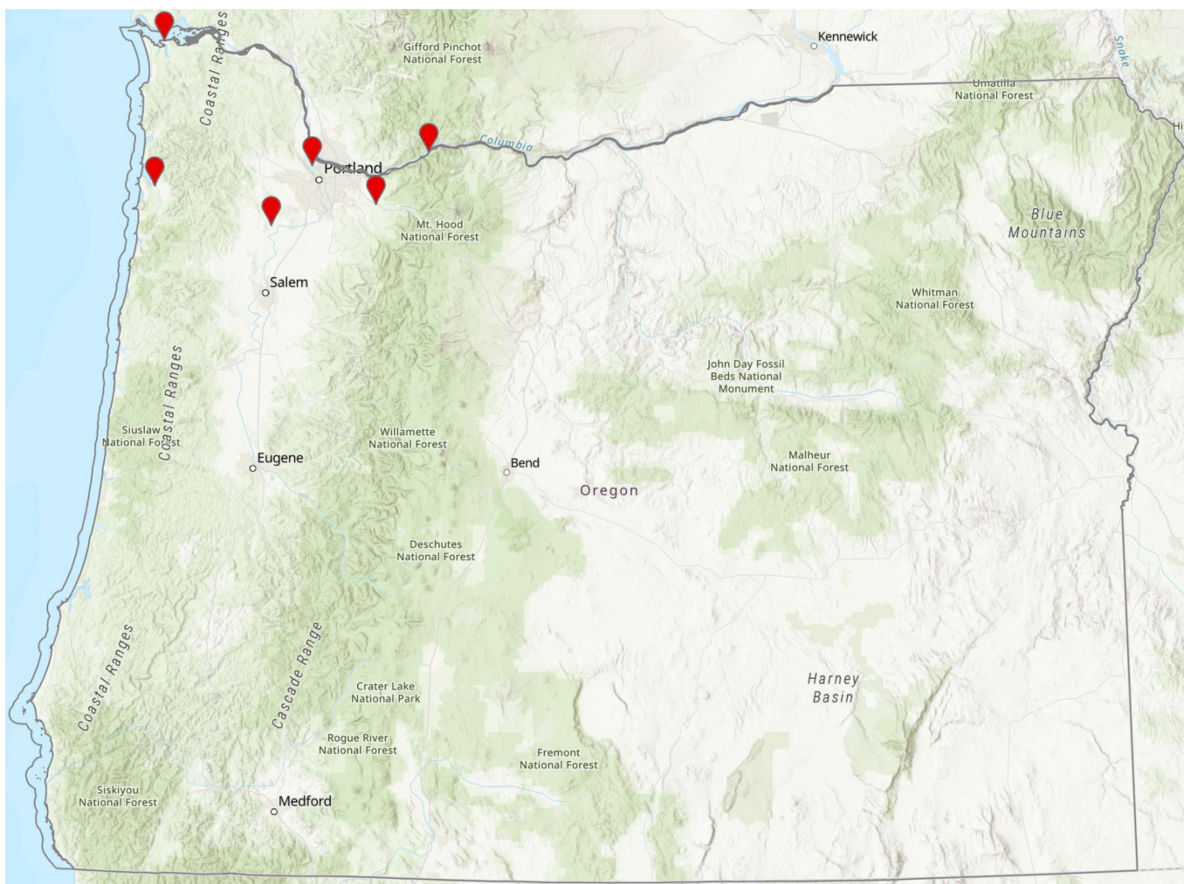 Gifford Pinchot
National Forest
Kennewick
Snake
Coastal Ranges
Umatilla
National Forest
Columbia
Hi
Portland
Mt. Hood
National Forest
Blue
Mountains
Salem
Whitman
National Forest
John Day Fossil
Beds National
Monument
Coastal Ranges
Siuslaw
National Forest
Willamette
National Forest
Eugene
Bend
Malheur
National Forest
Oregon
Deschutes
National Forest
Coastal Ranges
Cascade Range
Crater Lake
National Park
Harney
Basin
Rogue River
National Forest
Fremont
National Forest
Siskiyou
National Forest
Medford